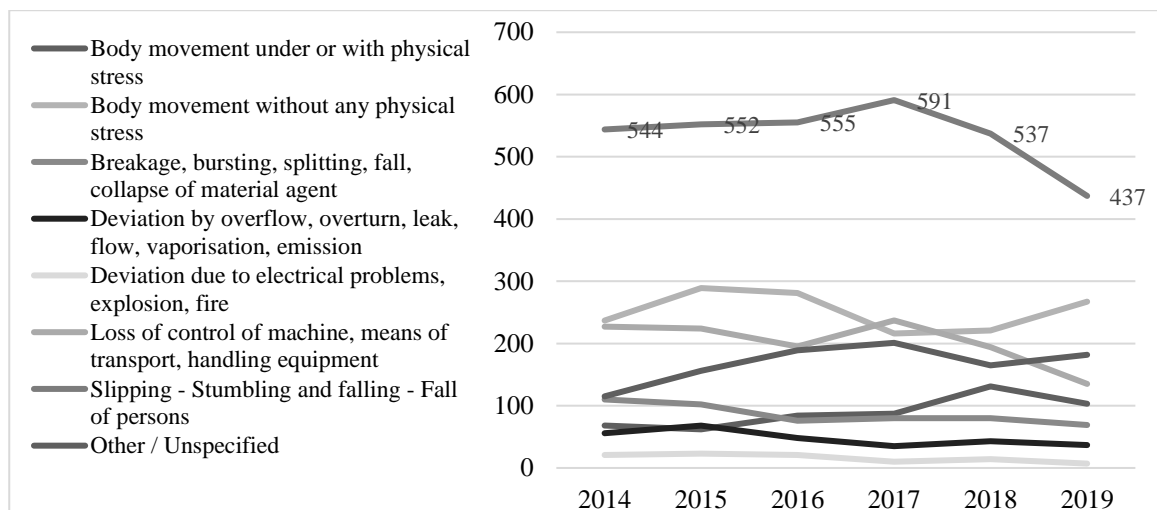 Body movement under or with physical
stress
Body movement without any physical
stress
Breakage, bursting, splitting, fall,
collapse of material agent
Deviation by overflow, overturn, leak,
flow, vaporisation, emission
Deviation due to electrical problems,
explosion, fire
Loss of control of machine, means of
transport, handling equipment
Slipping - Stumbling and falling - Fall
of persons
Other / Unspecified
700
600
500
400
300
200
100
0
544
552
555
591
537
437
2014 2015 2016 2017 2018 2019